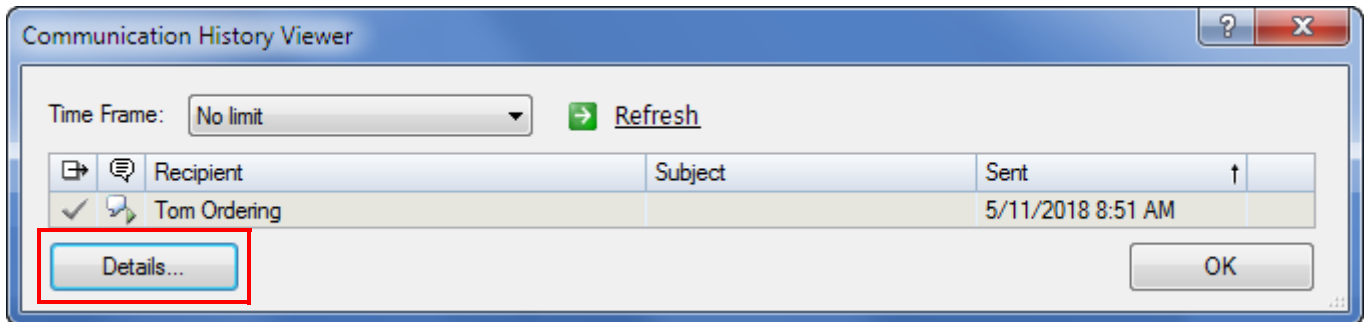 Communication History Viewer
Time Frame: No limit Refresh
Recipient Subject Sent
Tom Ordering 5/11/2018 8:51 AM
Details... OK